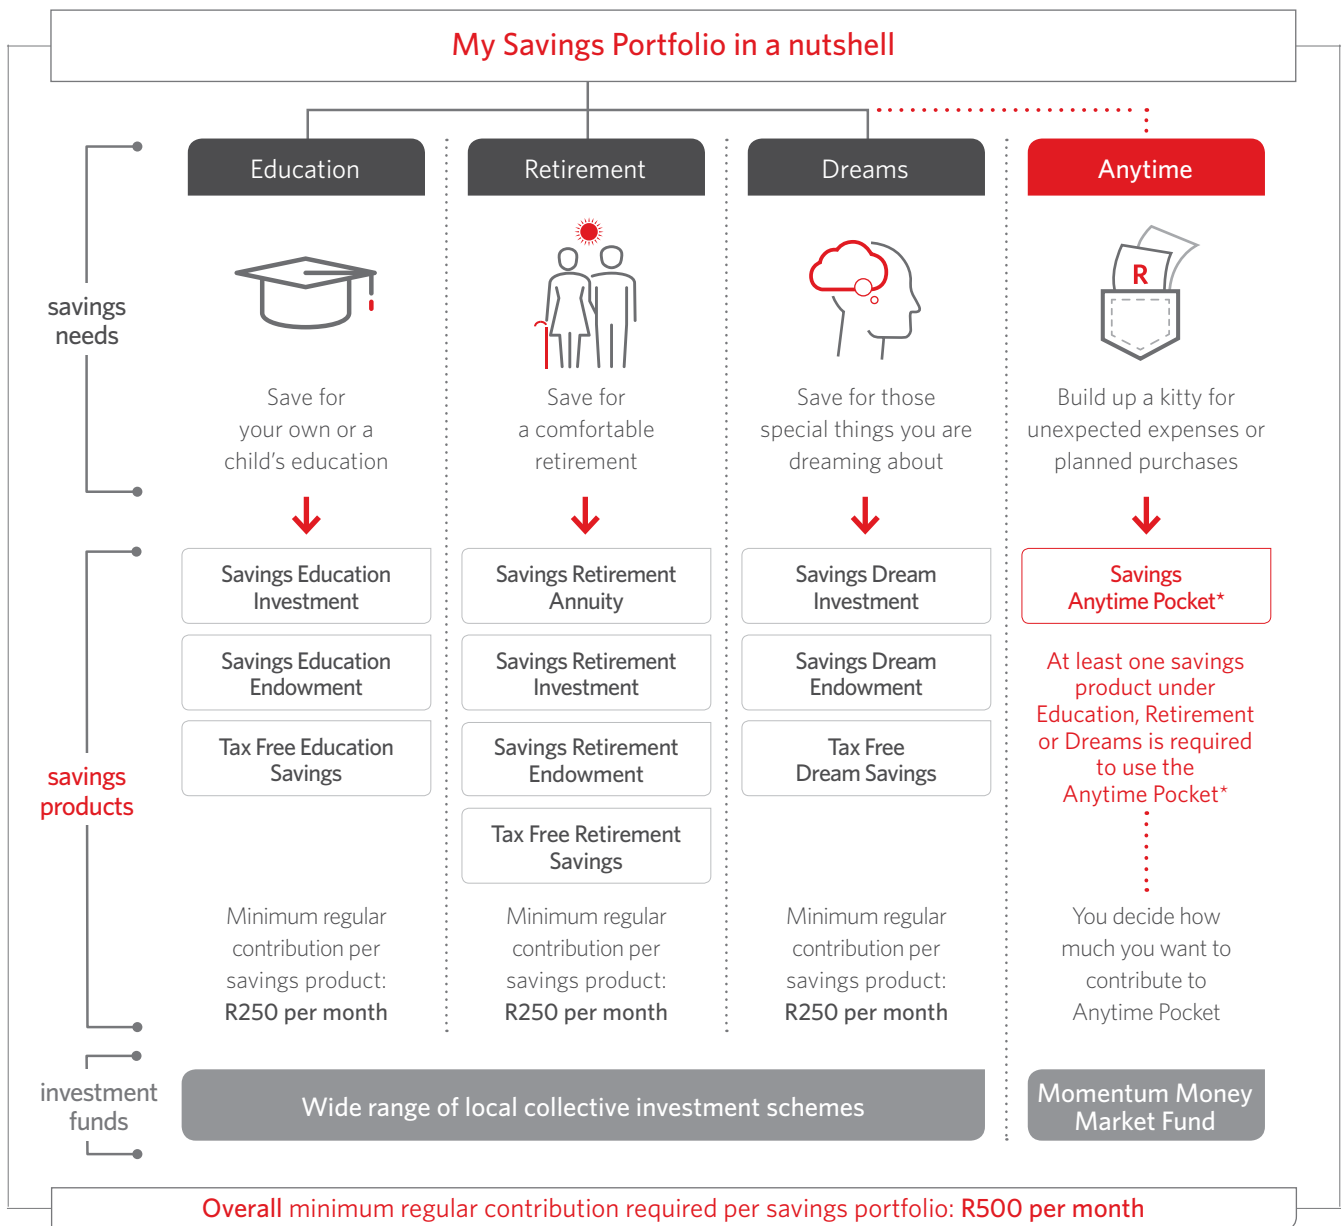 My Savings Portfolio in a nutshell
savings
needs
Education
Save for
your own or a
child's education
Retirement
Save for
a comfortable
retirement
Dreams
Save for those
special things you are
dreaming about
Anytime
R
Build up a kitty for
unexpected expenses or
planned purchases
savings
products
Savings Education
Investment
Savings Education
Endowment
Tax Free Education
Savings
Minimum regular
contribution per
savings product:
R250 per month
Savings Retirement
Annuity
Savings Retirement
Investment
Savings Retirement
Endowment
Tax Free Retirement
Savings
Minimum regular
contribution per
savings product:
R250 per month
Savings Dream
Investment
Savings Dream
Endowment
Tax Free
Dream Savings
Minimum regular
contribution per
savings product:
R250 per month
Savings
Anytime Pocket*
At least one savings
product under
Education, Retirement
or Dreams is required
to use the
Anytime Pocket*
You decide how
much you want to
contribute to
Anytime Pocket
investment
funds
Wide range of local collective investment schemes
Momentum Money
Market Fund
Overall minimum regular contribution required per savings portfolio: R500 per month